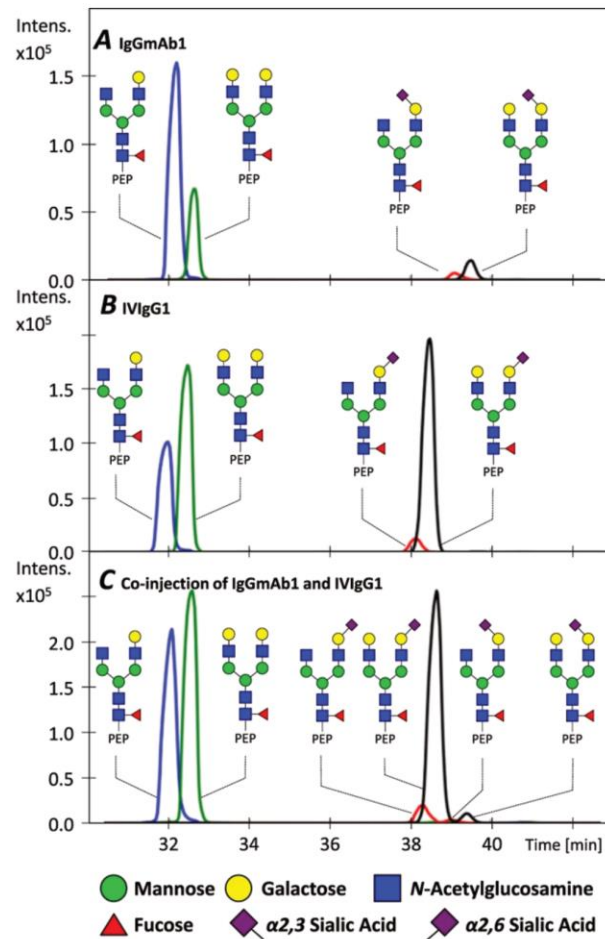 Intens.
x10⁵
A IgGmAb1
1.5
1.0
0.5
0.0
PEP
PEP
PEP
PEP
Intens.
x10⁵
B IVIgG1
1.5
1.0
0.5
0.0
PEP
PEP
PEP
PEP
Intens.
x10⁵
C Co-injection of IgGmAb1 and IVIgG1
2.0
1.5
1.0
0.5
0.0
PEP
PEP
PEP
PEP
PEP
PEP
32 34 36 38 40 Time [min]
Mannose Galactose N-Acetylglucosamine
Fucose α2,3 Sialic Acid α2,6 Sialic Acid